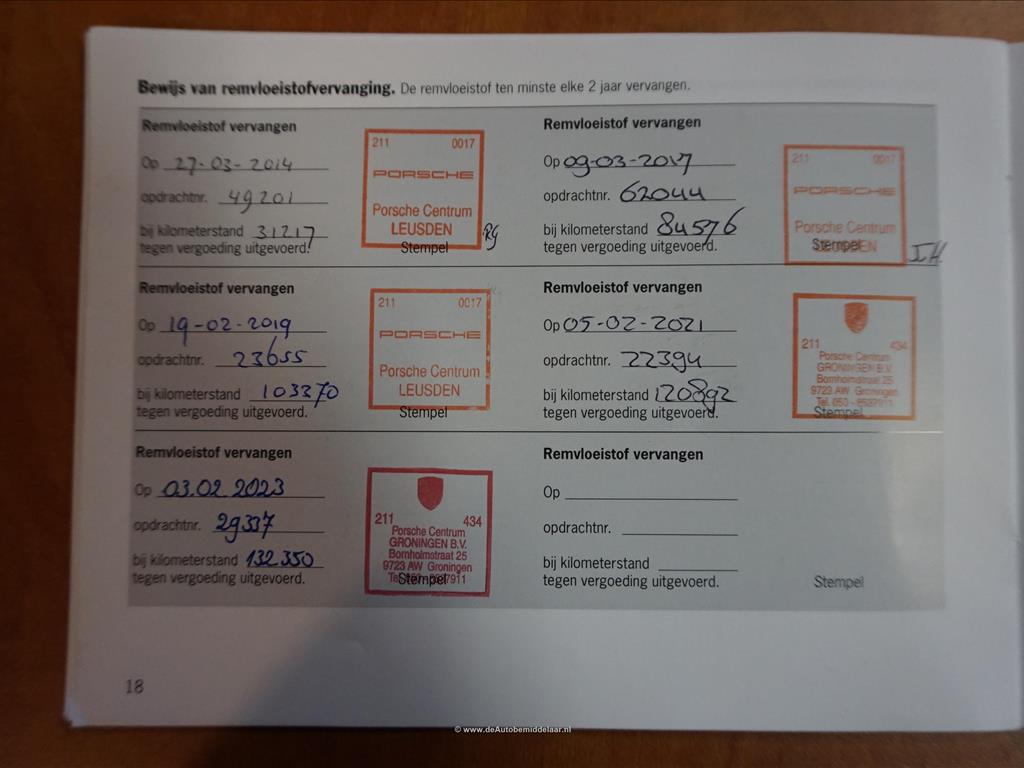 Bewijs van remvloeistofvervanging. De remvloeistof ten minste elke 2 jaar vervangen.
Remvloeistof vervangen
Op 27-03-2014
opdrachtnr. 49201
bij kilometerstand 31217
tegen vergoeding uitgevoerd.
211 0017
PORSCHE
Porsche Centrum
LEUSDEN
Stempel
Remvloeistof vervangen
Op 09-03-2017
opdrachtnr. 62044
bij kilometerstand 84576
tegen vergoeding uitgevoerd.
211 0017
PORSCHE
Porsche Centrum
LEUSDEN
Stempel
Remvloeistof vervangen
Op 19-02-2019
opdrachtnr. 23655
bij kilometerstand 103370
tegen vergoeding uitgevoerd.
211 0017
PORSCHE
Porsche Centrum
LEUSDEN
Stempel
Remvloeistof vervangen
Op 05-02-2021
opdrachtnr. 22394
bij kilometerstand 120892
tegen vergoeding uitgevoerd.
211 434
Porsche Centrum
GRONINGEN B.V.
Bornholmstraat 25
9723 AW Groningen
Tel. 050 - 8537911
Stempel
Remvloeistof vervangen
Op 03.02 2023
opdrachtnr. 29337
bij kilometerstand 132350
tegen vergoeding uitgevoerd.
211 434
Porsche Centrum
GRONINGEN B.V.
Bornholmstraat 25
9723 AW Groningen
Stempel
Remvloeistof vervangen
Op
opdrachtnr.
bij kilometerstand
tegen vergoeding uitgevoerd.
Stempel
18
© www.deAutobemiddelaar.nl